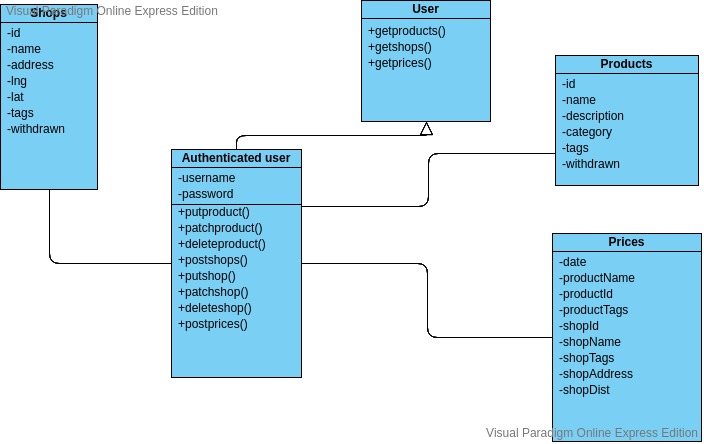 Visual Paradigm Online Express Edition
Shops
-id
-name
-address
-lng
-lat
-tags
-withdrawn
User
+getproducts()
+getshops()
+getprices()
Products
-id
-name
-description
-category
-tags
-withdrawn
Authenticated user
-username
-password
+putproduct()
+patchproduct()
+deleteproduct()
+postshops()
+putshop()
+patchshop()
+deleteshop()
+postprices()
Prices
-date
-productName
-productId
-productTags
-shopId
-shopName
-shopTags
-shopAddress
-shopDist
Visual Paradigm Online Express Edition